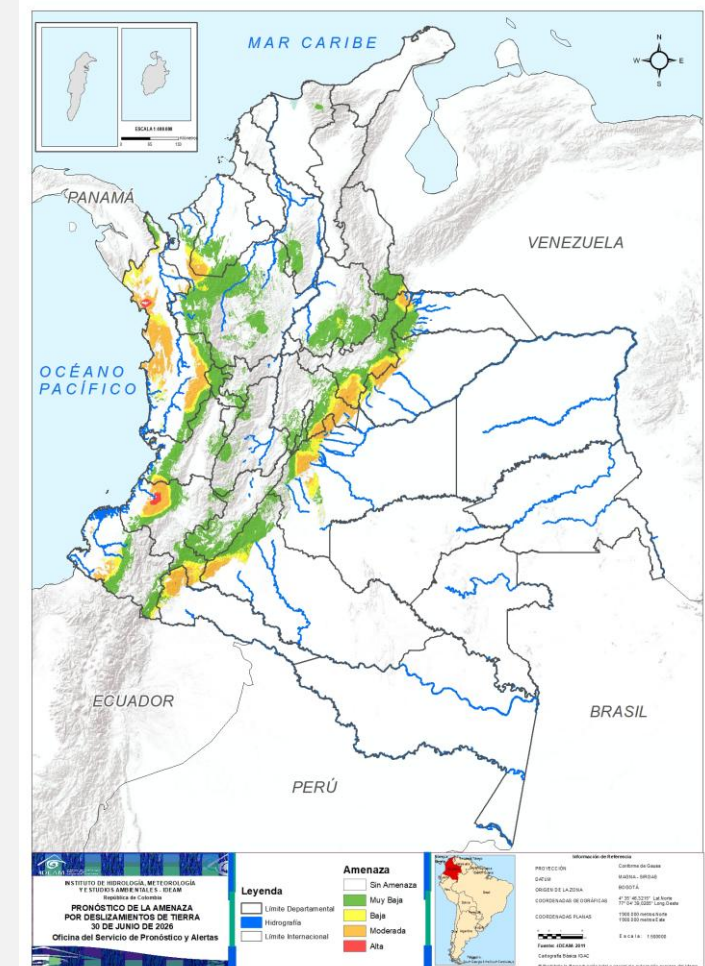 MAR CARIBE
N
W
E
S
ESCALA 1:400.000
PANAMÁ
VENEZUELA
OCÉANO
PACÍFICO
ECUADOR
BRASIL
PERÚ
INSTITUTO DE HIDROLOGÍA, METEOROLOGÍA
Y ESTUDIOS AMBIENTALES - IDEAM
República de Colombia
PRONÓSTICO DE LA AMENAZA
POR DESLIZAMIENTOS DE TIERRA
30 DE JUNIO DE 2026
Oficina del Servicio de Pronóstico y Alertas
Leyenda
Límite Departamental
Hidrografía
Límite Internacional
Amenaza
Sin Amenaza
Muy Baja
Baja
Moderada
Alta
Información de Referencia
PROYECCIÓN
Conforme de Gauss
DATUM
MAGNA - SIRGAS
ORIGEN DE LA ZONA
BOGOTÁ
COORDENADAS GEOGRÁFICAS
COORDENADAS PLANAS
Fuente: IDEAM 2011
Cartografía Básica IGAC